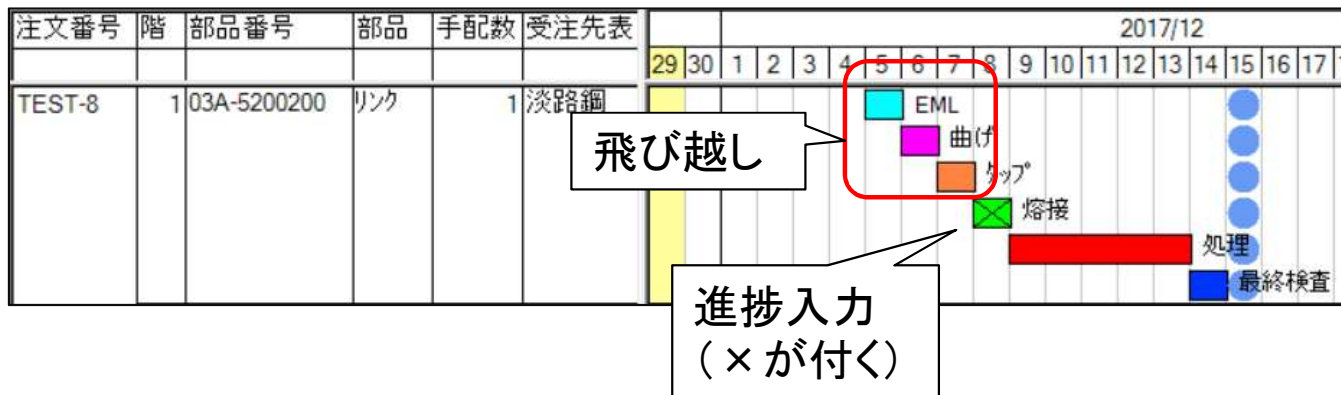 注文番号 階 部品番号 部品 手配数 受注先表 2017/12
29 30 1 2 3 4 5 6 7 8 9 10 11 12 13 14 15 16 17
TEST-8 1 03A-5200200 リンク 1 淡路鋼 EML
飛び越し
曲げ
タップ
熔接
処理
最終検査
進捗入力
(×が付く)